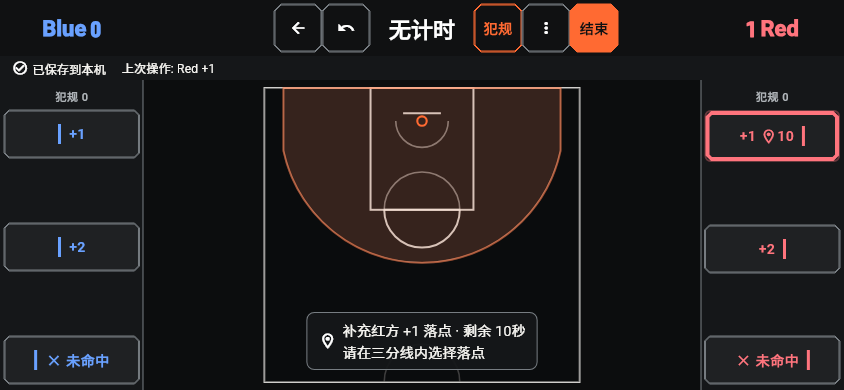 Blue 0
无计时
犯规
结束
1 Red
已保存到本机 上次操作: Red +1
犯规 0
+1
+2
× 未命中
犯规 0
+1 10
+2
× 未命中
补充红方 +1 落点 · 剩余 10秒
请在三分线内选择落点